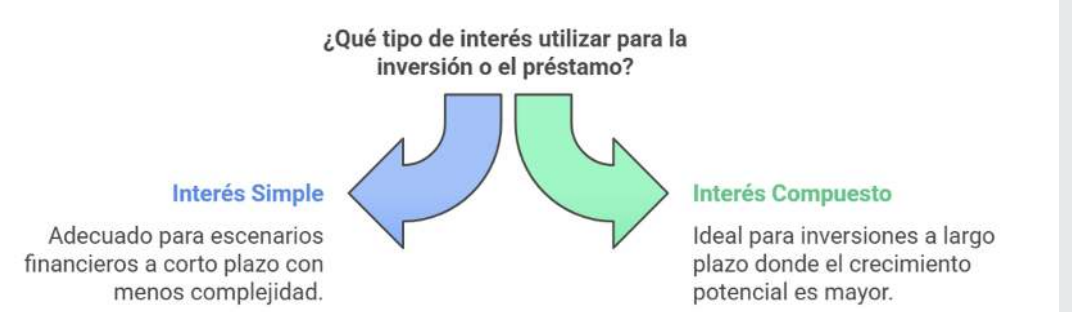 ¿Qué tipo de interés utilizar para la
inversión o el préstamo?
Interés Simple
Adecuado para escenarios
financieros a corto plazo con
menos complejidad.
Interés Compuesto
Ideal para inversiones a largo
plazo donde el crecimiento
potencial es mayor.